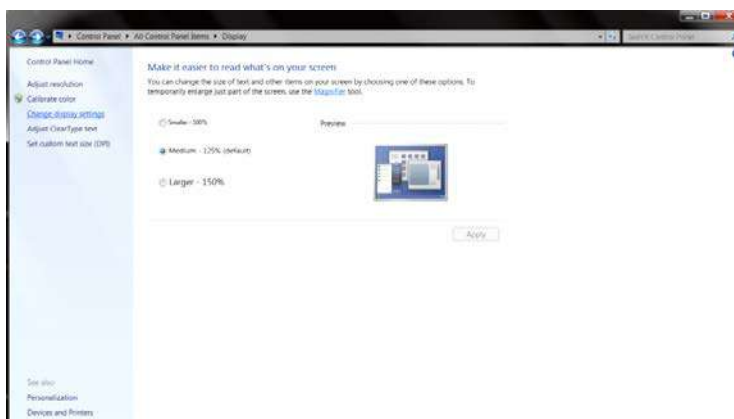 Control Panel ▸ All Control Panel Items ▸ Display
Search Control Panel
Control Panel Home
Adjust resolution
Calibrate color
Change display settings
Adjust ClearType text
Set custom text size (DPI)
Make it easier to read what's on your screen
You can change the size of text and other items on your screen by choosing one of these options. To
temporarily enlarge just part of the screen, use the Magnifier tool.
Smaller - 100%
Preview
Medium - 125% (default)
Larger - 150%
Apply
See also
Personalization
Devices and Printers